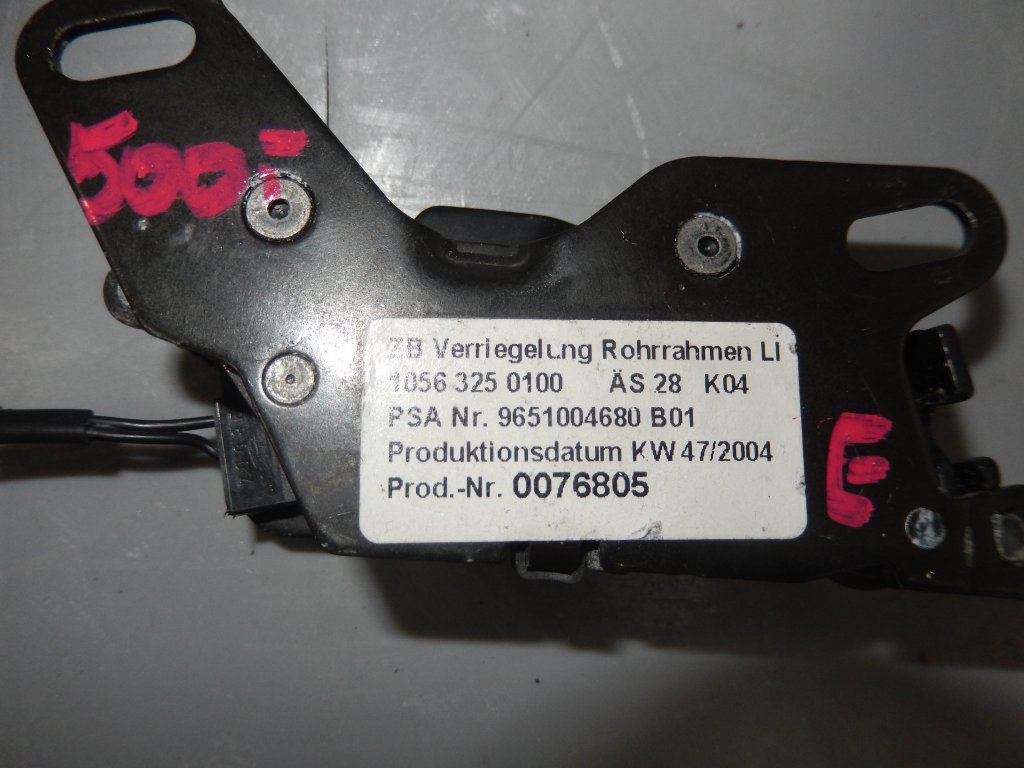 500,-
ZB Verriegelung Rohrrahmen Li
1056 325 0100 ÄS 28 K04
PSA Nr. 9651004680 B01
Produktionsdatum KW 47/2004
Prod.-Nr. 0076805
E